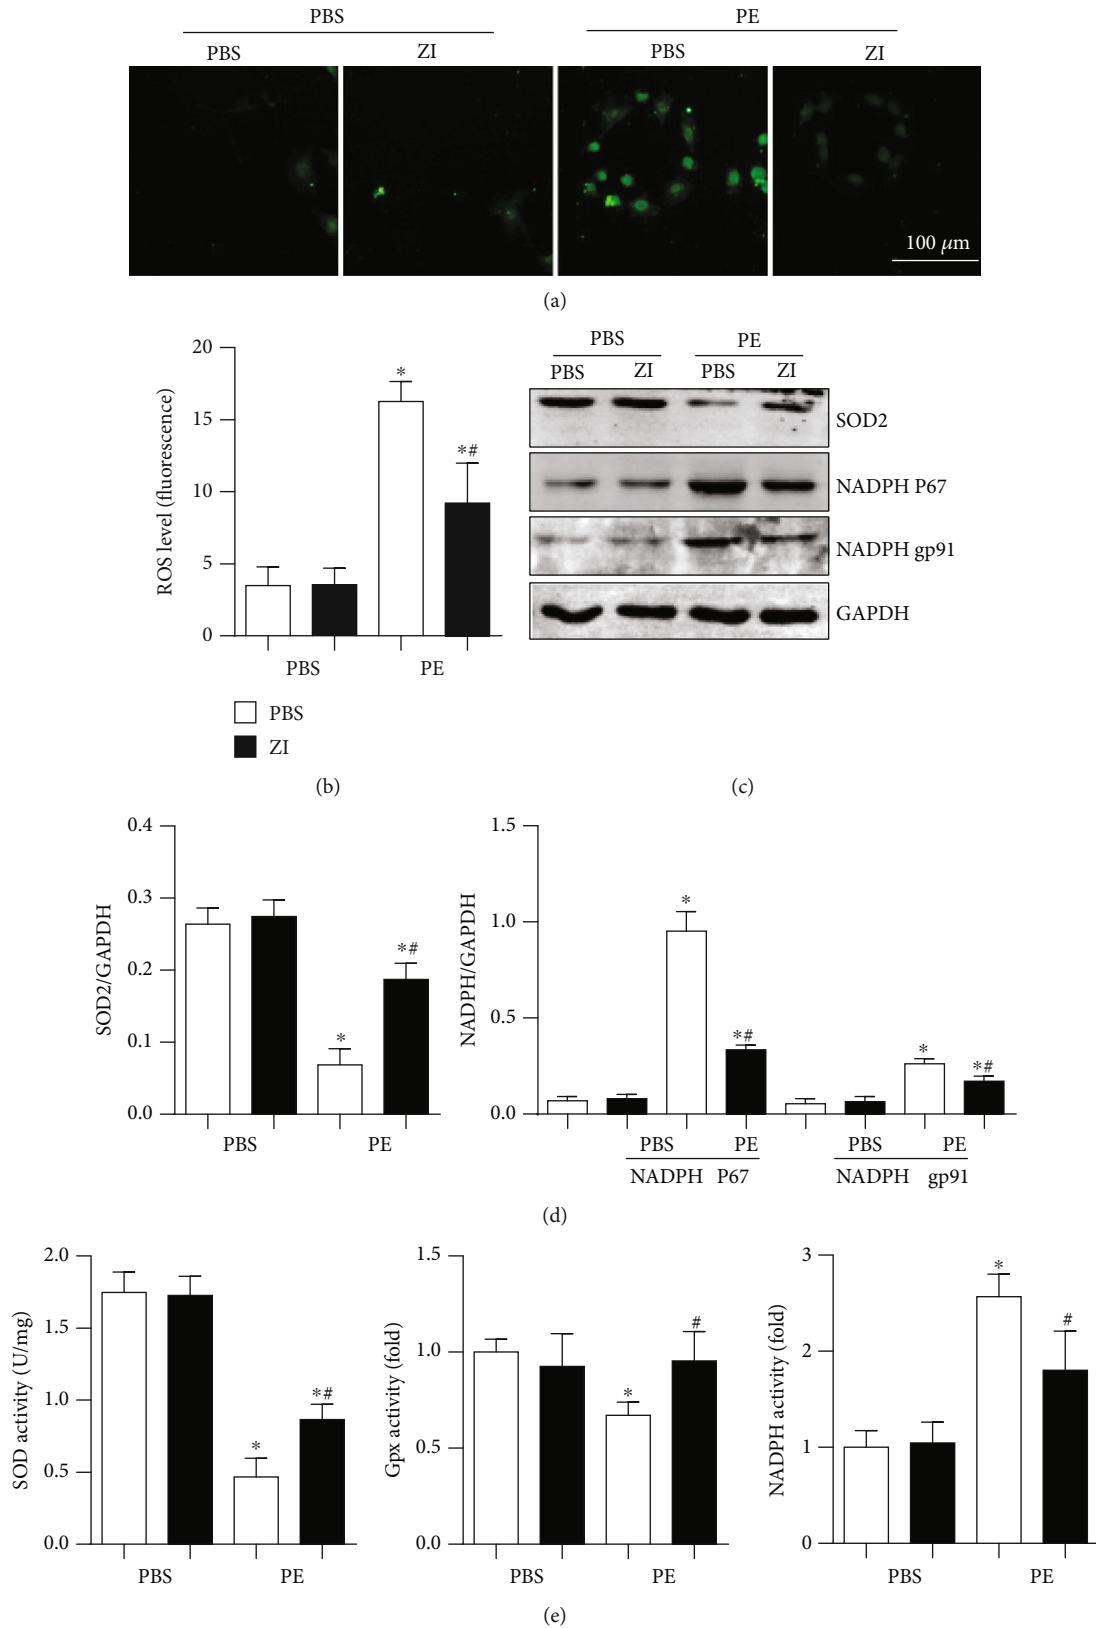 PBS PE
PBS ZI PBS ZI
100 μm
(a)
20
15
10
5
0
ROS level (fluorescence)
*
*#
PBS PE
PBS
ZI
(b)
PBS PE
PBS ZI PBS ZI
SOD2
NADPH P67
NADPH gp91
GAPDH
(c)
0.4
0.3
0.2
0.1
0.0
SOD2/GAPDH
*
*#
PBS PE
1.5
1.0
0.5
0.0
NADPH/GAPDH
*
*#
*
*#
PBS PE PBS PE
NADPH P67 NADPH gp91
(d)
2.0
1.5
1.0
0.5
0.0
SOD activity (U/mg)
*
*#
PBS PE
1.5
1.0
0.5
0.0
Gpx activity (fold)
*
#
PBS PE
3
2
1
0
NADPH activity (fold)
*
#
PBS PE
(e)